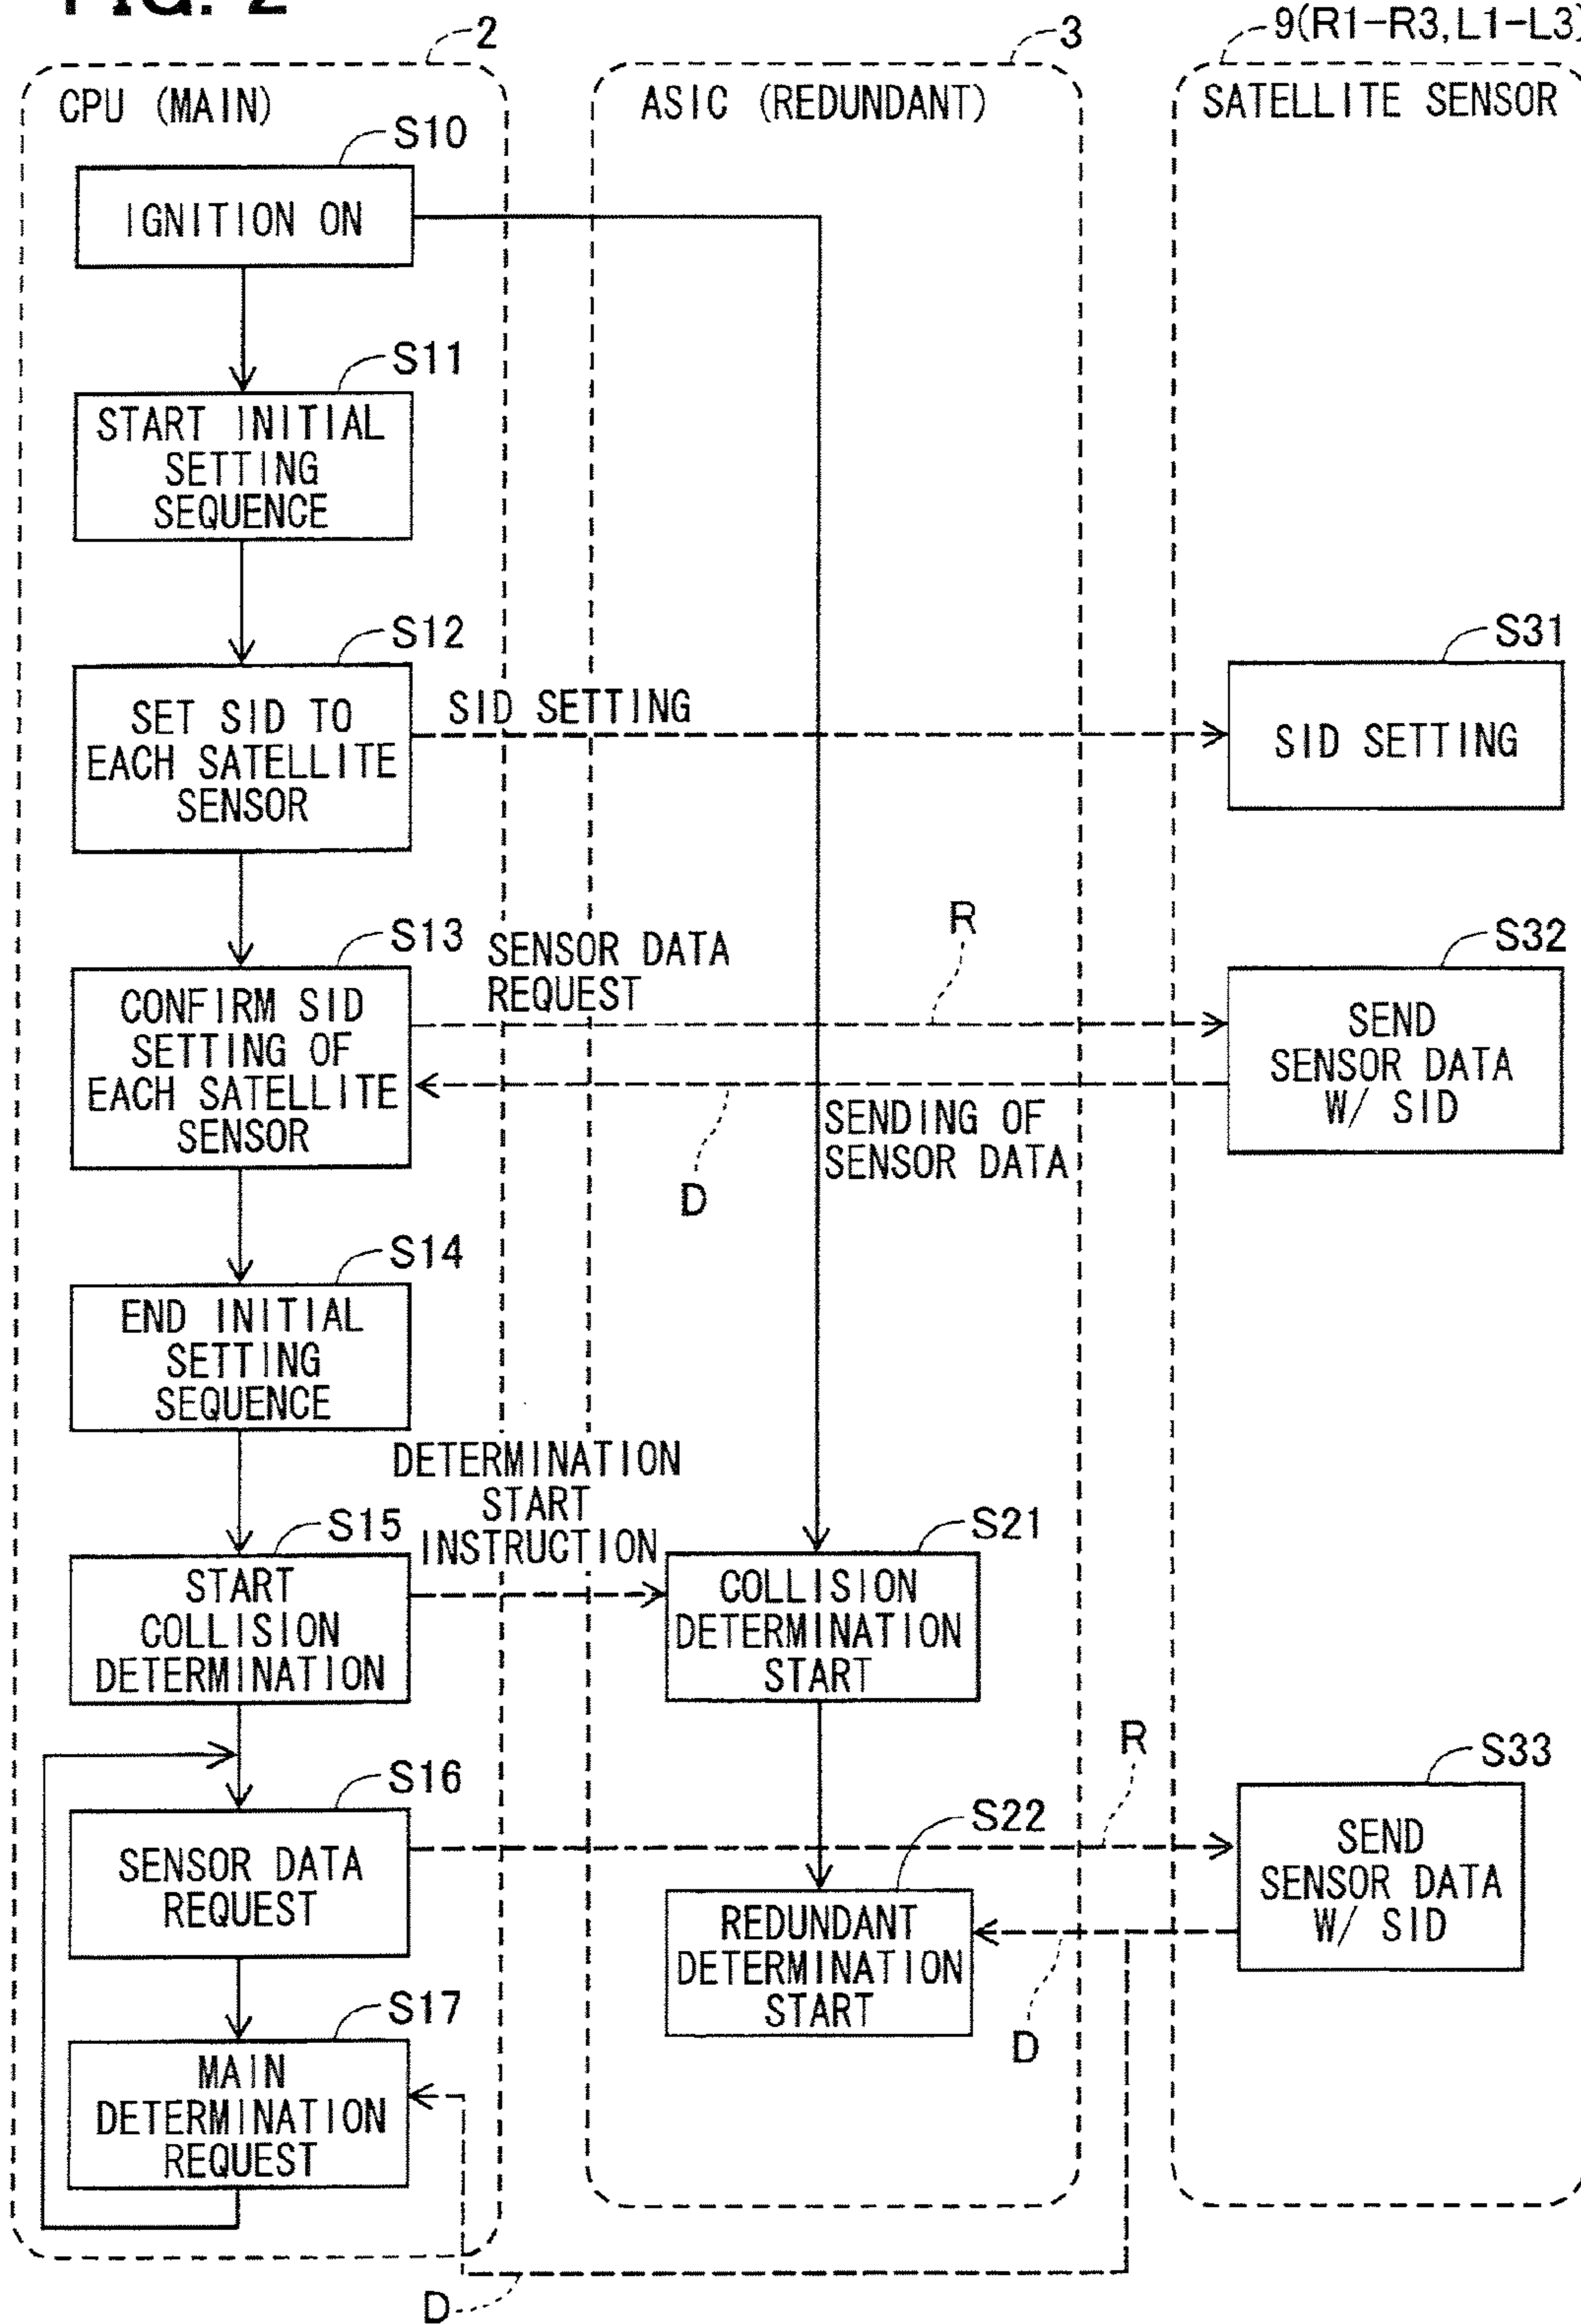 FIG. 2
2
3
9(R1-R3, L1-L3)
CPU (MAIN)
ASIC (REDUNDANT)
SATELLITE SENSOR
S10
IGNITION ON
S11
START INITIAL
SETTING
SEQUENCE
S12
SET SID TO
EACH SATELLITE
SENSOR
SID SETTING
S31
SID SETTING
S13
CONFIRM SID
SETTING OF
EACH SATELLITE
SENSOR
SENSOR DATA
REQUEST
R
S32
SEND
SENSOR DATA
W/ SID
SENDING OF
SENSOR DATA
D
S14
END INITIAL
SETTING
SEQUENCE
DETERMINATION
START
INSTRUCTION
S15
START
COLLISION
DETERMINATION
S21
COLLISION
DETERMINATION
START
S16
SENSOR DATA
REQUEST
R
S33
SEND
SENSOR DATA
W/ SID
S22
REDUNDANT
DETERMINATION
START
D
S17
MAIN
DETERMINATION
REQUEST
D